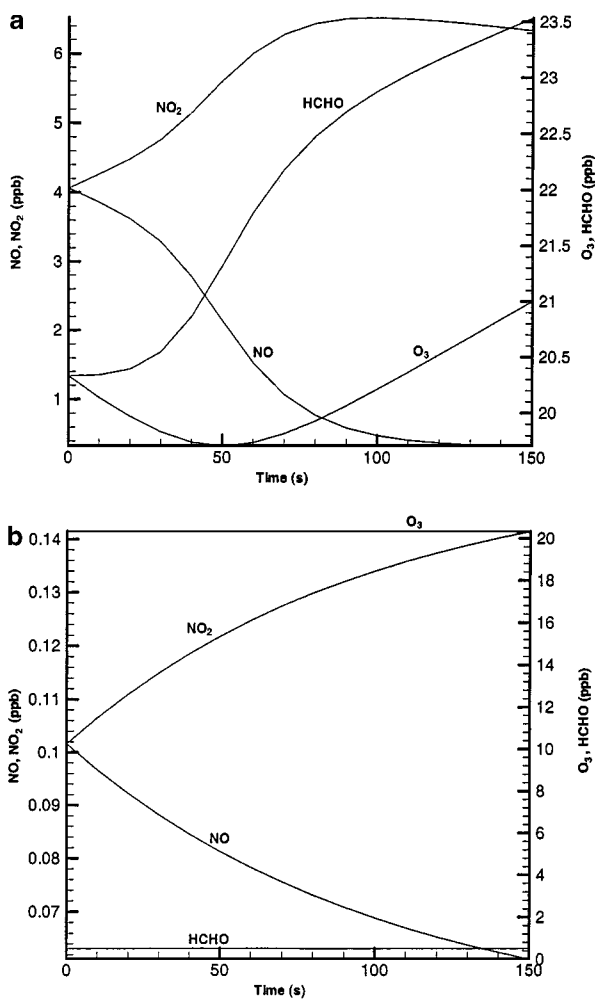 a
NO, NO2 (ppb)
6
5
4
3
2
1
NO2
HCHO
NO
O3
23.5
23
22.5
22
21.5
21
20.5
20
O3, HCHO (ppb)
0 50 100 150
Time (s)
b
NO, NO2 (ppb)
0.14
0.13
0.12
0.11
0.1
0.09
0.08
0.07
O3
NO2
NO
HCHO
20
18
16
14
12
10
8
6
4
2
0
O3, HCHO (ppb)
0 50 100 150
Time (s)